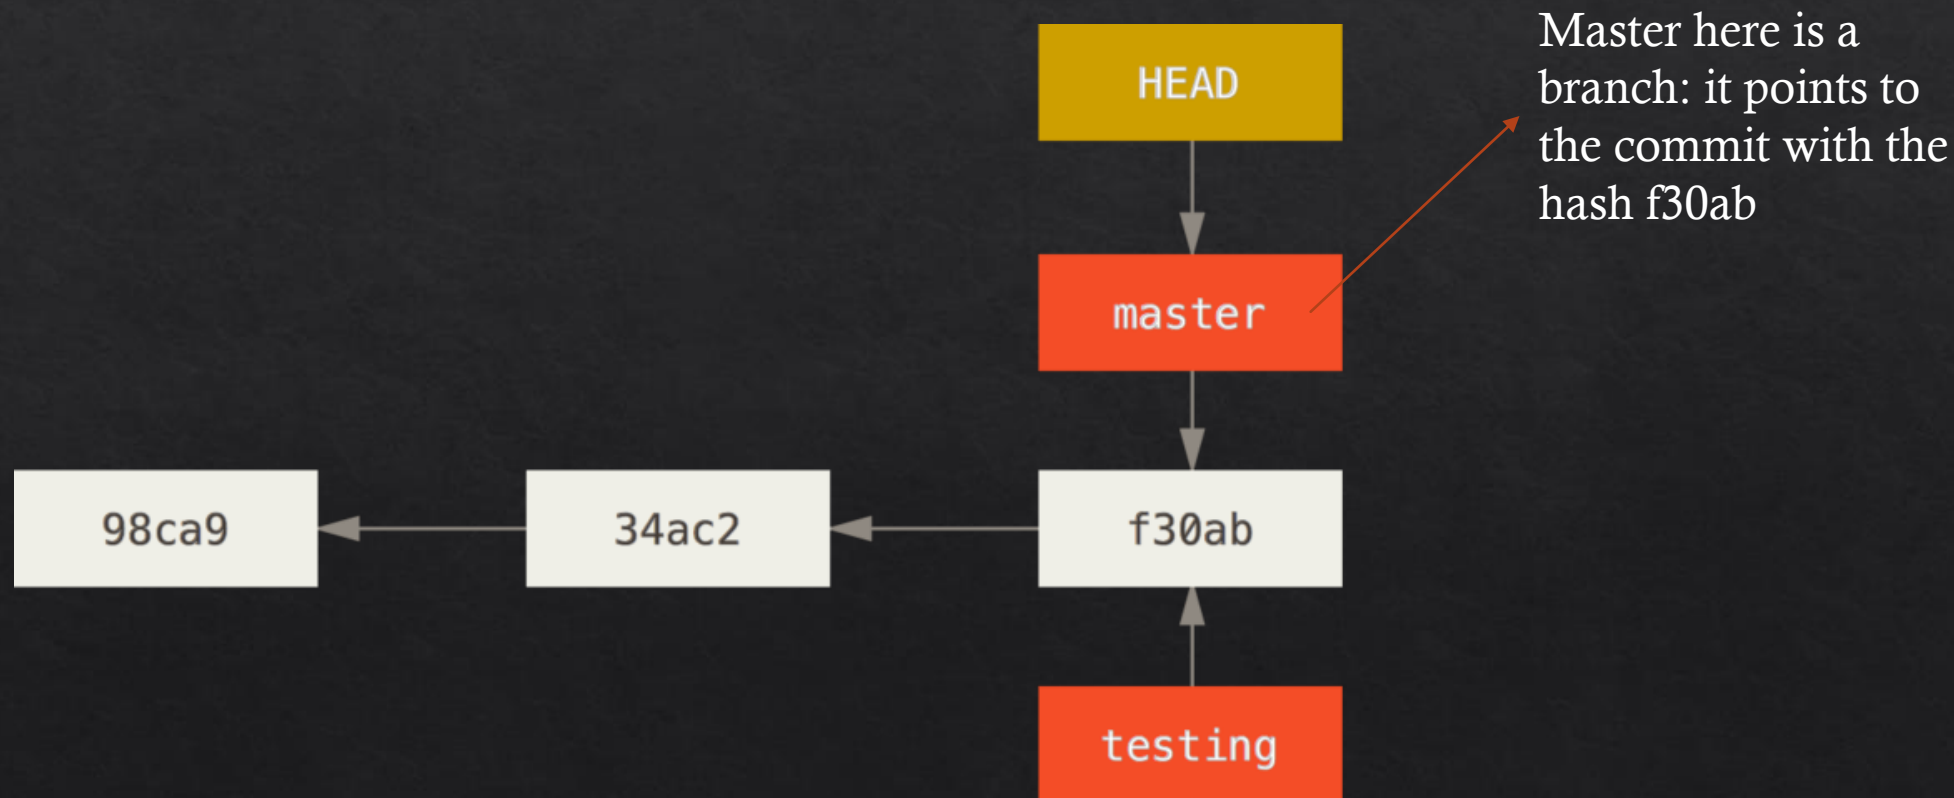 HEAD
Master here is a
branch: it points to
the commit with the
hash f30ab
master
98ca9
34ac2
f30ab
testing